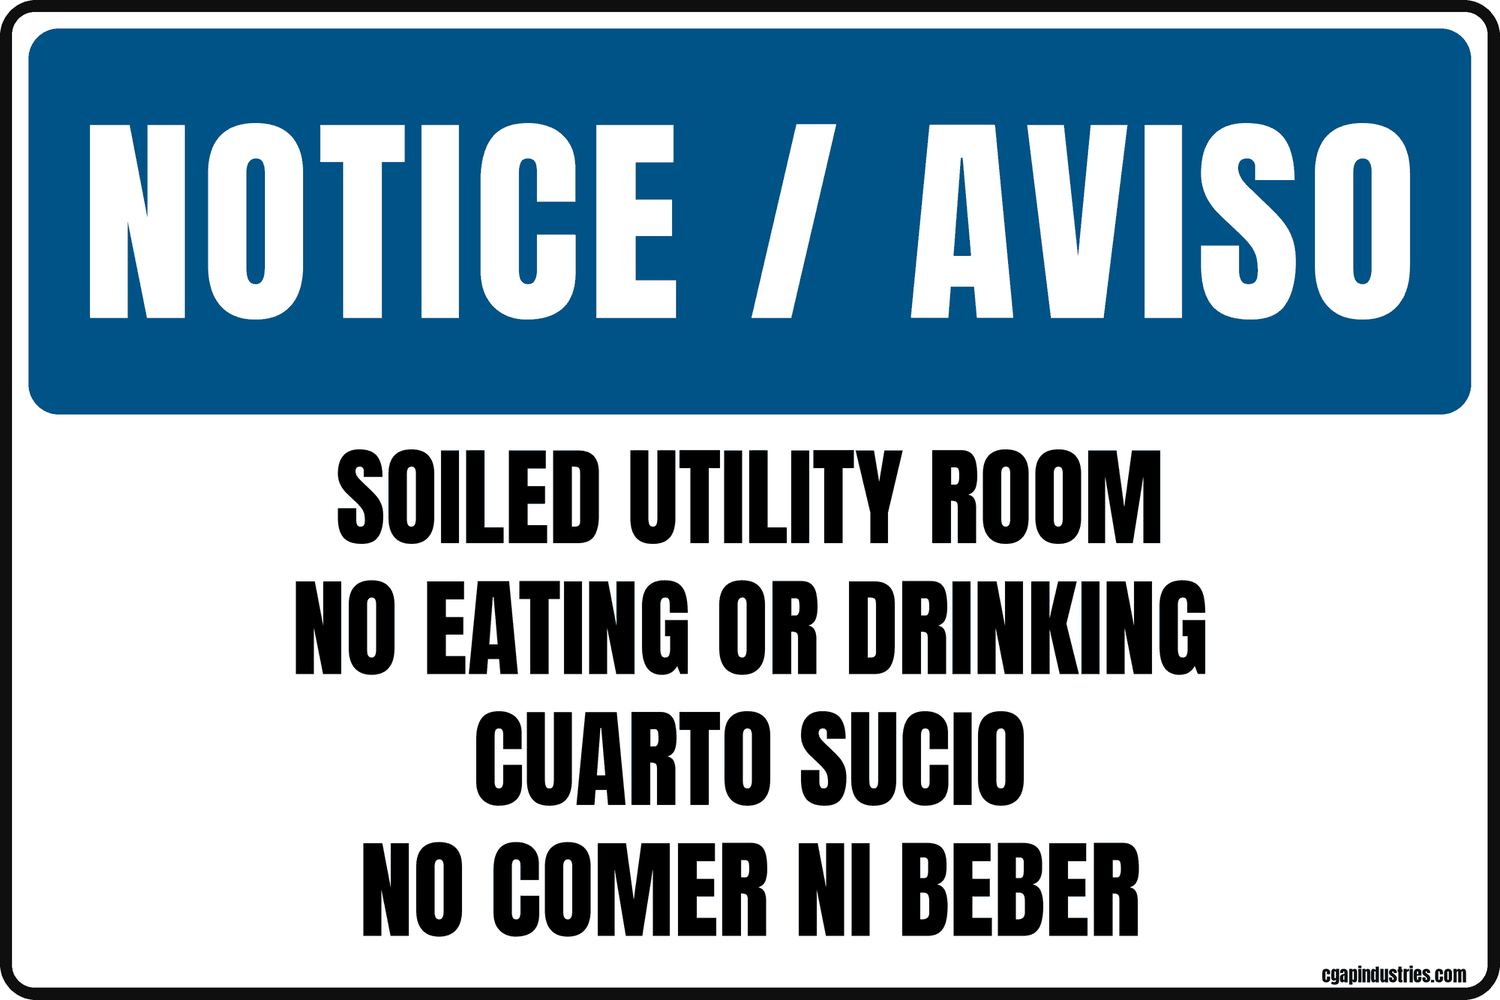 NOTICE / AVISO
SOILED UTILITY ROOM
NO EATING OR DRINKING
CUARTO SUCIO
NO COMER NI BEBER
cgapindustries.com